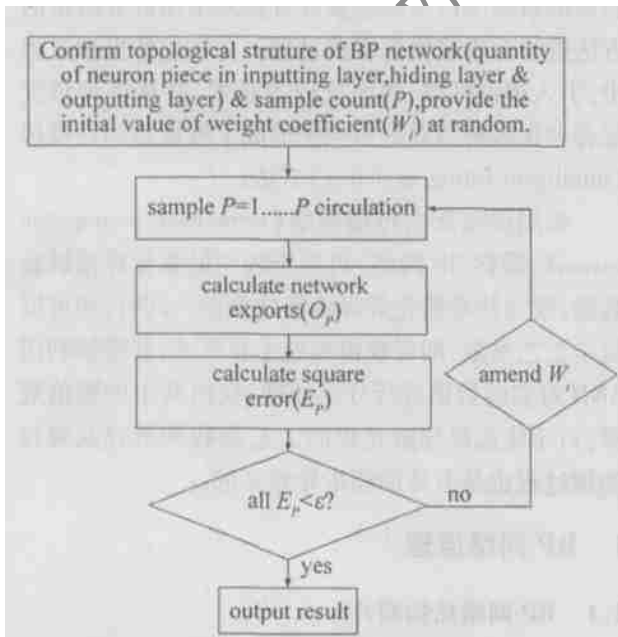 Confirm topological struture of BP network(quantity
of neuron piece in inputting layer,hiding layer &
outputting layer) & sample count(P),provide the
initial value of weight coefficient(W_i) at random.
sample P=1......P circulation
calculate network
exports(O_P)
calculate square
error(E_P)
amend W_i
all E_P<ε?
no
yes
output result